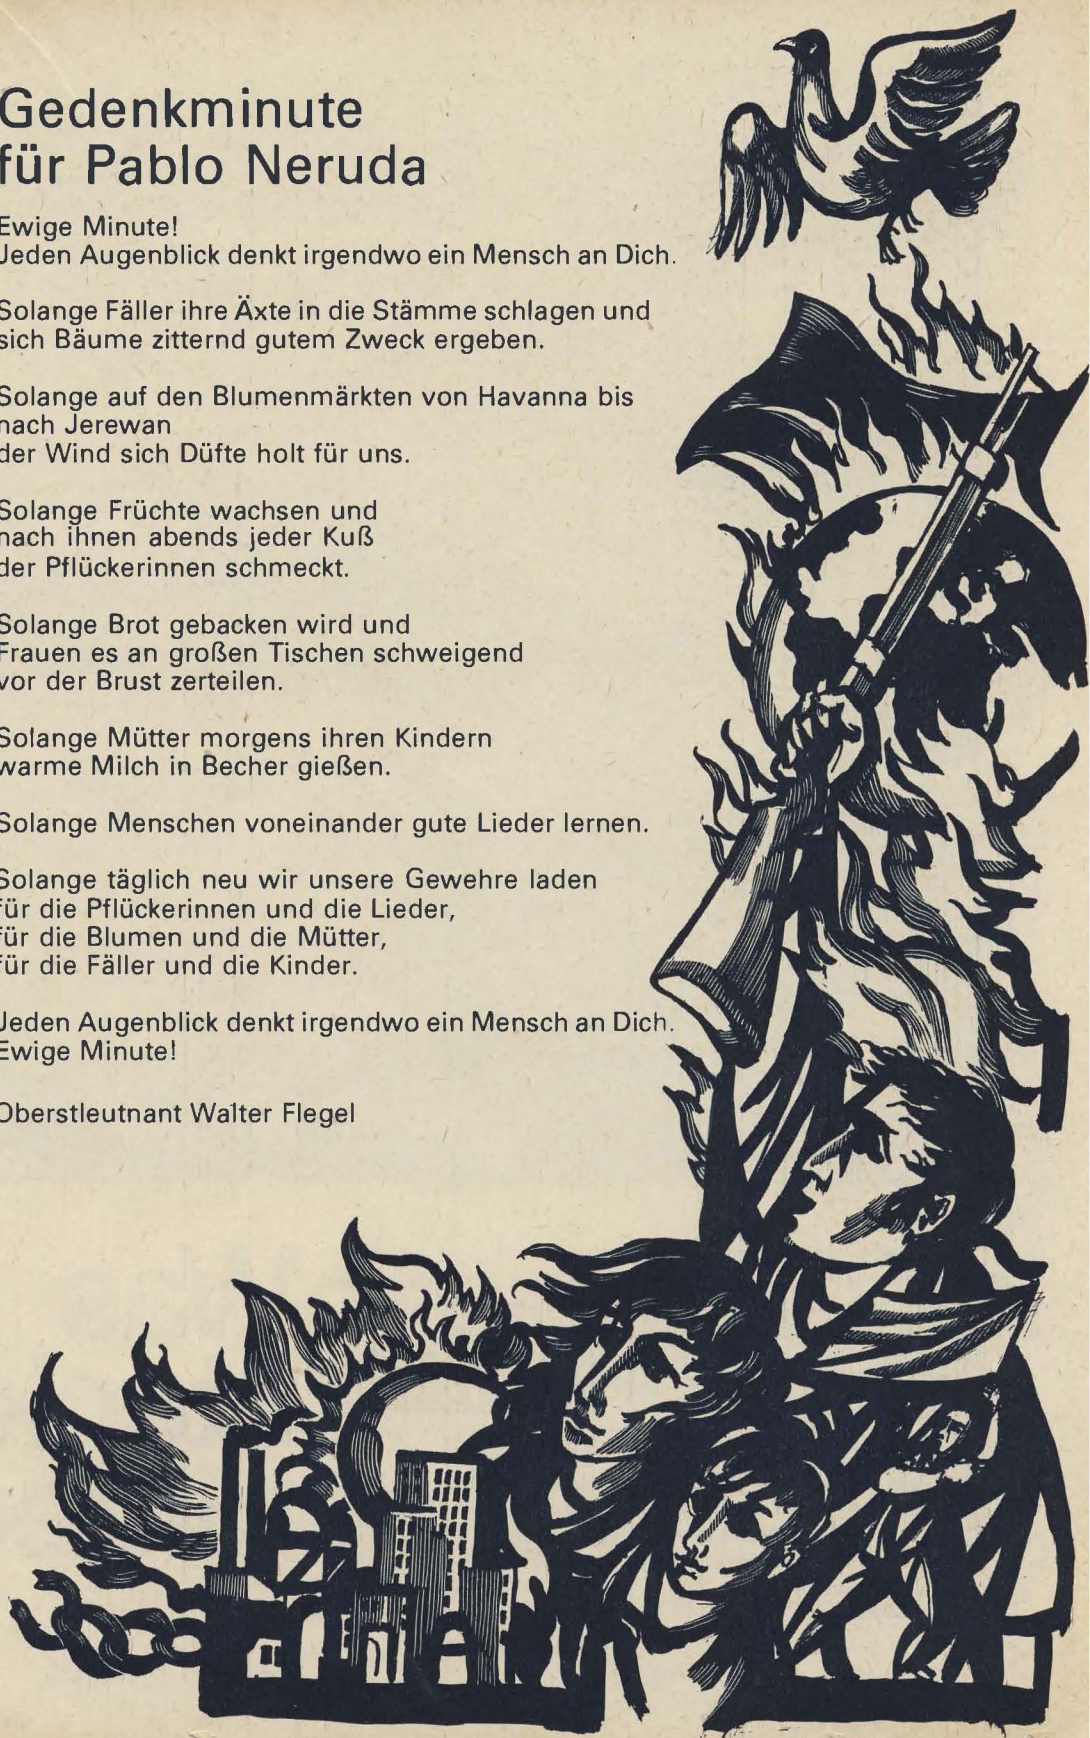 Gedenkminute
für Pablo Neruda
Ewige Minute!
Jeden Augenblick denkt irgendwo ein Mensch an Dich.
Solange Fäller ihre Äxte in die Stämme schlagen und
sich Bäume zitternd gutem Zweck ergeben.
Solange auf den Blumenmärkten von Havanna bis
nach Jerewan
der Wind sich Düfte holt für uns.
Solange Früchte wachsen und
nach ihnen abends jeder Kuß
der Pflückerinnen schmeckt.
Solange Brot gebacken wird und
Frauen es an großen Tischen schweigend
vor der Brust zerteilen.
Solange Mütter morgens ihren Kindern
warme Milch in Becher gießen.
Solange Menschen voneinander gute Lieder lernen.
Solange täglich neu wir unsere Gewehre laden
für die Pflückerinnen und die Lieder,
für die Blumen und die Mütter,
für die Fäller und die Kinder.
Jeden Augenblick denkt irgendwo ein Mensch an Dich.
Ewige Minute!
Oberstleutnant Walter Flegel